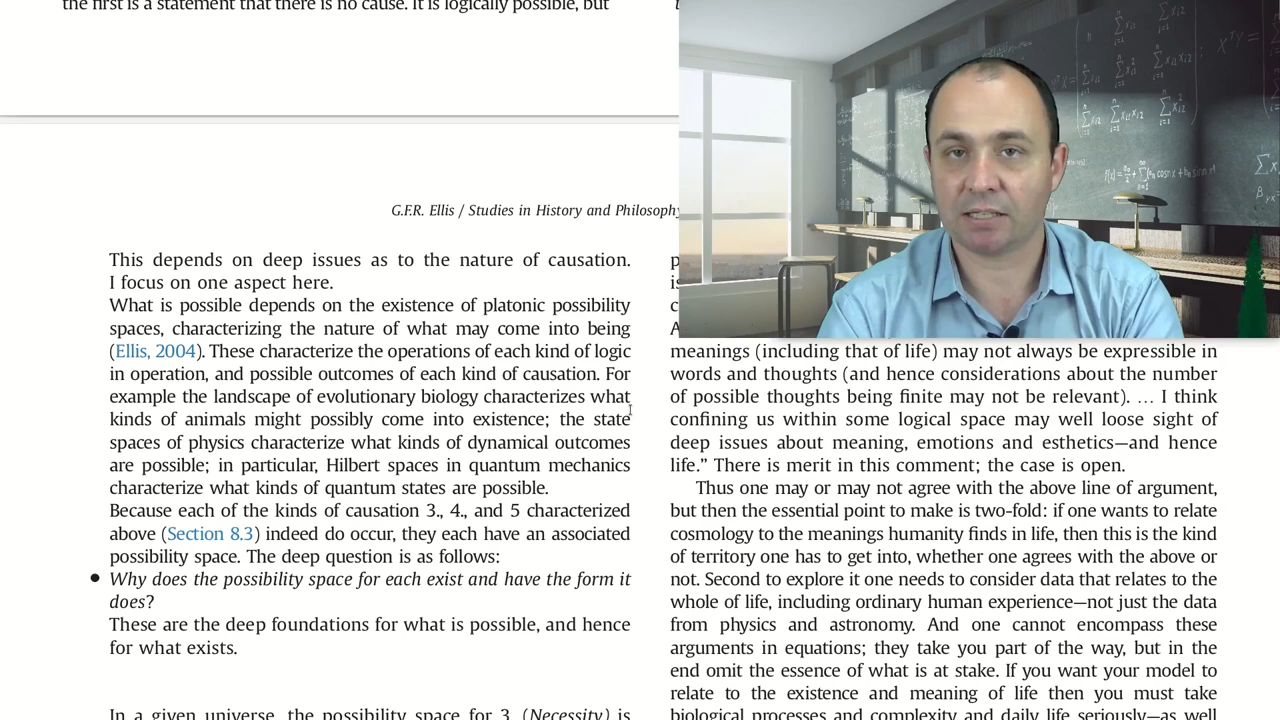 the first is a statement that there is no cause. It is logically possible, but
G.F.R. Ellis / Studies in History and Philosophy
This depends on deep issues as to the nature of causation.
I focus on one aspect here.
What is possible depends on the existence of platonic possibility
spaces, characterizing the nature of what may come into being
(Ellis, 2004). These characterize the operations of each kind of logic
in operation, and possible outcomes of each kind of causation. For
example the landscape of evolutionary biology characterizes what
kinds of animals might possibly come into existence; the state
spaces of physics characterize what kinds of dynamical outcomes
are possible; in particular, Hilbert spaces in quantum mechanics
characterize what kinds of quantum states are possible.
Because each of the kinds of causation 3., 4., and 5 characterized
above (Section 8.3) indeed do occur, they each have an associated
possibility space. The deep question is as follows:
● Why does the possibility space for each exist and have the form it
does?
These are the deep foundations for what is possible, and hence
for what exists.
In a given universe, the possibility space for 3. (Necessity) is
meanings (including that of life) may not always be expressible in
words and thoughts (and hence considerations about the number
of possible thoughts being finite may not be relevant). … I think
confining us within some logical space may well loose sight of
deep issues about meaning, emotions and esthetics—and hence
life.” There is merit in this comment; the case is open.
Thus one may or may not agree with the above line of argument,
but then the essential point to make is two-fold: if one wants to relate
cosmology to the meanings humanity finds in life, then this is the kind
of territory one has to get into, whether one agrees with the above or
not. Second to explore it one needs to consider data that relates to the
whole of life, including ordinary human experience—not just the data
from physics and astronomy. And one cannot encompass these
arguments in equations; they take you part of the way, but in the
end omit the essence of what is at stake. If you want your model to
relate to the existence and meaning of life then you must take
biological processes and complexity and daily life seriously—as well